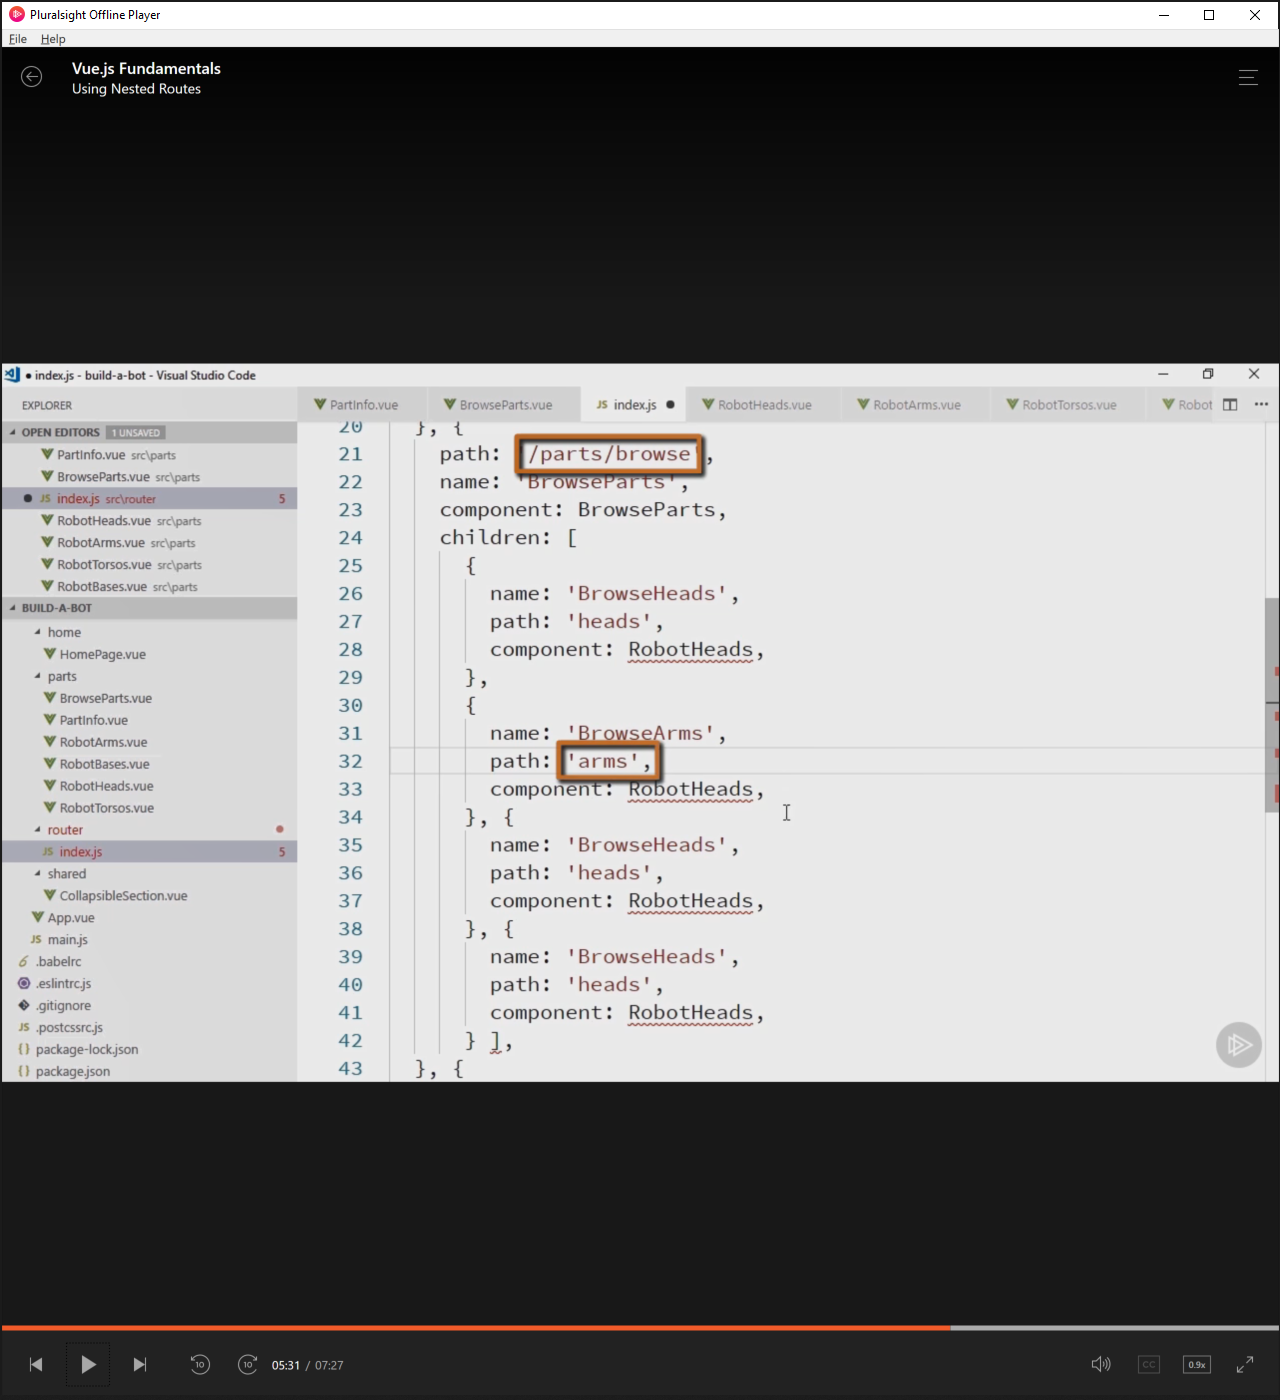 Pluralsight Offline Player
File Help
Vue.js Fundamentals
Using Nested Routes
index.js - build-a-bot - Visual Studio Code
EXPLORER
PartInfo.vue
BrowseParts.vue
JS index.js
RobotHeads.vue
RobotArms.vue
RobotTorsos.vue
Robot
OPEN EDITORS 1 UNSAVED
PartInfo.vue src\parts
BrowseParts.vue src\parts
JS index.js src\router 5
RobotHeads.vue src\parts
RobotArms.vue src\parts
RobotTorsos.vue src\parts
RobotBases.vue src\parts
BUILD-A-BOT
home
HomePage.vue
parts
BrowseParts.vue
PartInfo.vue
RobotArms.vue
RobotBases.vue
RobotHeads.vue
RobotTorsos.vue
router
JS index.js 5
shared
CollapsibleSection.vue
App.vue
JS main.js
.babelrc
.eslintrc.js
.gitignore
JS .postcssrc.js
{} package-lock.json
{} package.json
20 }, {
21 path: '/parts/browse',
22 name: 'BrowseParts',
23 component: BrowseParts,
24 children: [
25 {
26 name: 'BrowseHeads',
27 path: 'heads',
28 component: RobotHeads,
29 },
30 {
31 name: 'BrowseArms',
32 path: 'arms',
33 component: RobotHeads,
34 }, {
35 name: 'BrowseHeads',
36 path: 'heads',
37 component: RobotHeads,
38 }, {
39 name: 'BrowseHeads',
40 path: 'heads',
41 component: RobotHeads,
42 } ],
43 }, {
10 10 05:31 / 07:27 CC 0.9x